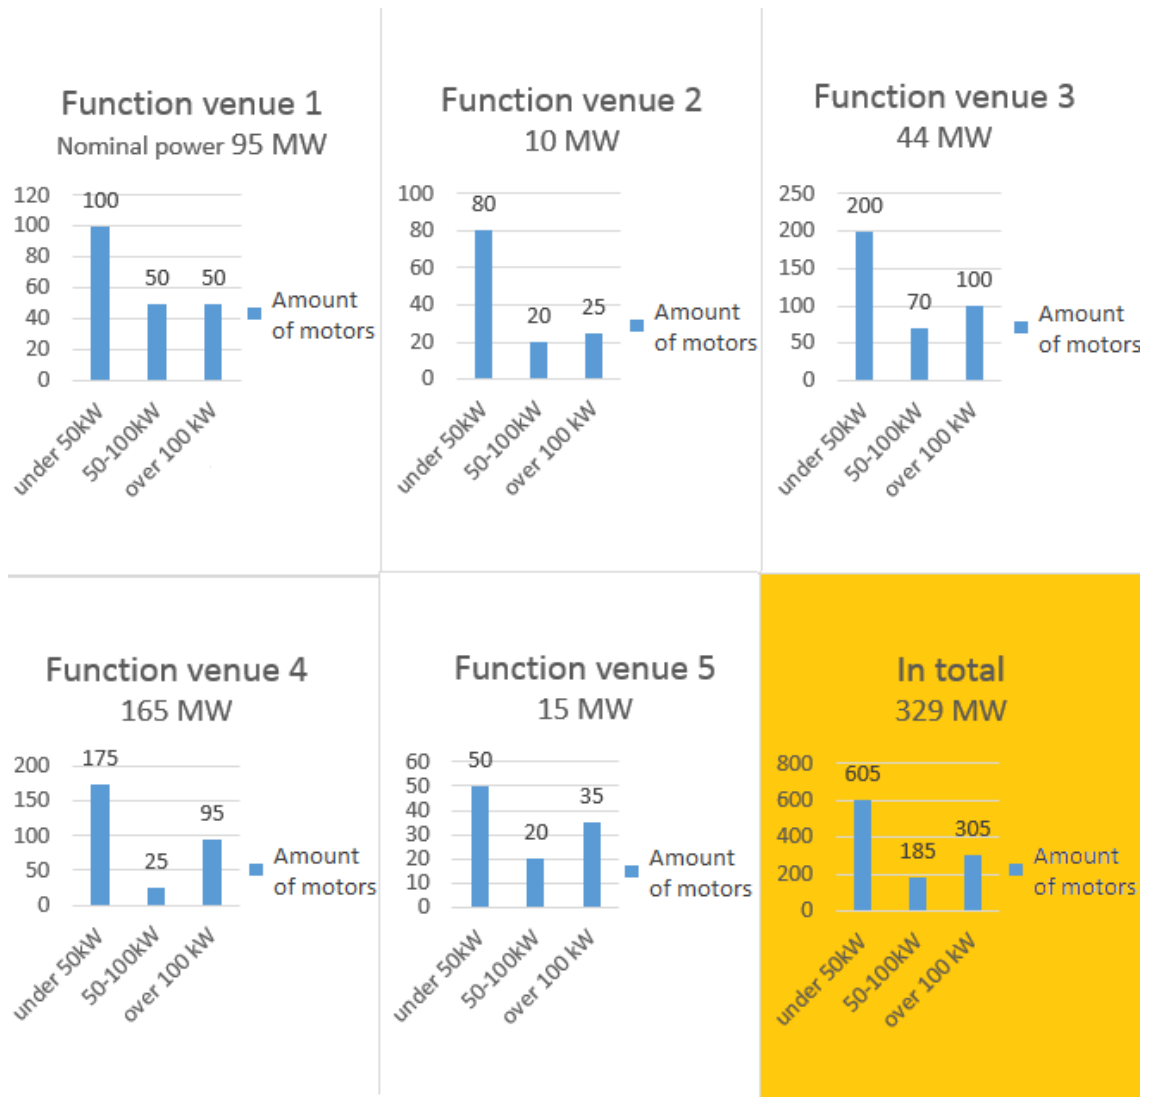 Function venue 1
Nominal power 95 MW
120
100
80
60
40
20
0
100
50
50
under 50kW
50-100kW
over 100 kW
Amount
of motors
Function venue 2
10 MW
100
80
60
40
20
0
80
20
25
under 50kW
50-100kW
over 100 kW
Amount
of motors
Function venue 3
44 MW
250
200
150
100
50
0
200
70
100
under 50kW
50-100kW
over 100 kW
Amount
of motors
Function venue 4
165 MW
200
150
100
50
0
175
25
95
under 50kW
50-100kW
over 100 kW
Amount
of motors
Function venue 5
15 MW
60
50
40
30
20
10
0
50
20
35
under 50kW
50-100kW
over 100 kW
Amount
of motors
In total
329 MW
800
600
400
200
0
605
185
305
under 50kW
50-100kW
over 100 kW
Amount
of motors